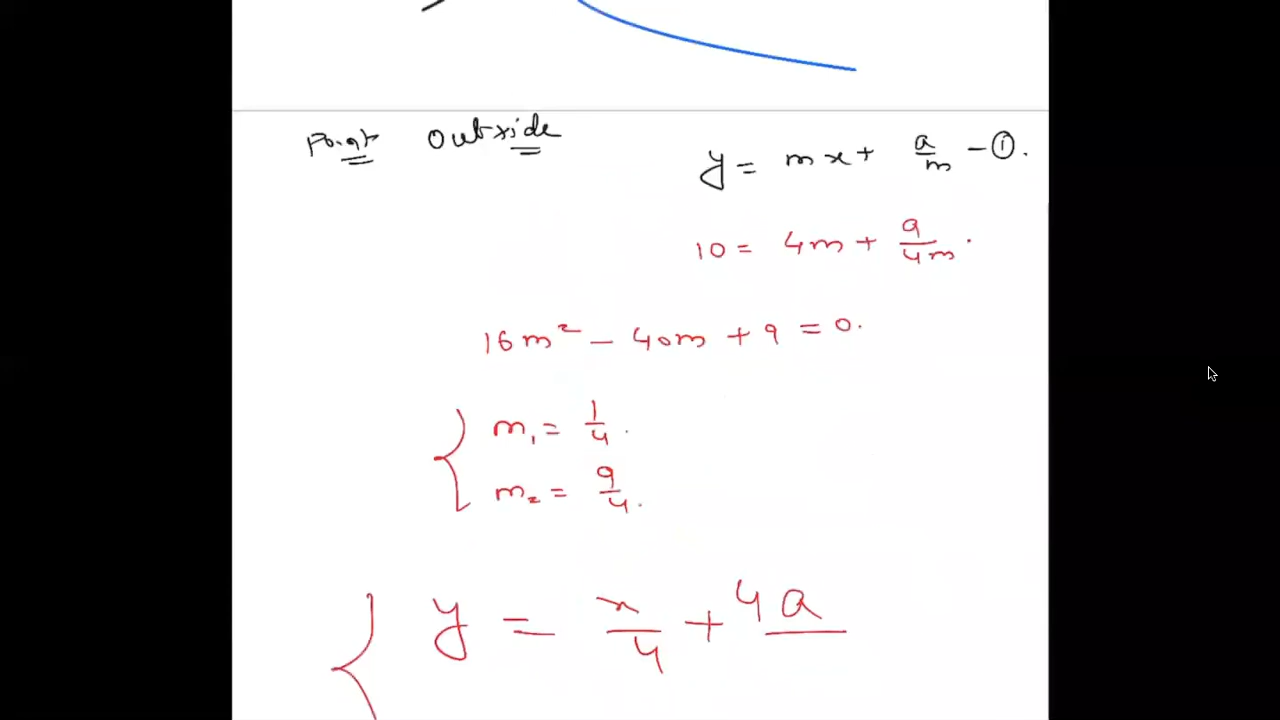 Point Outside
y = mx + a/m - ①.
10 = 4m + 9/4m.
16m² - 40m + 9 = 0.
m₁ = 1/4.
m₂ = 9/4.
y = x/4 + 4a